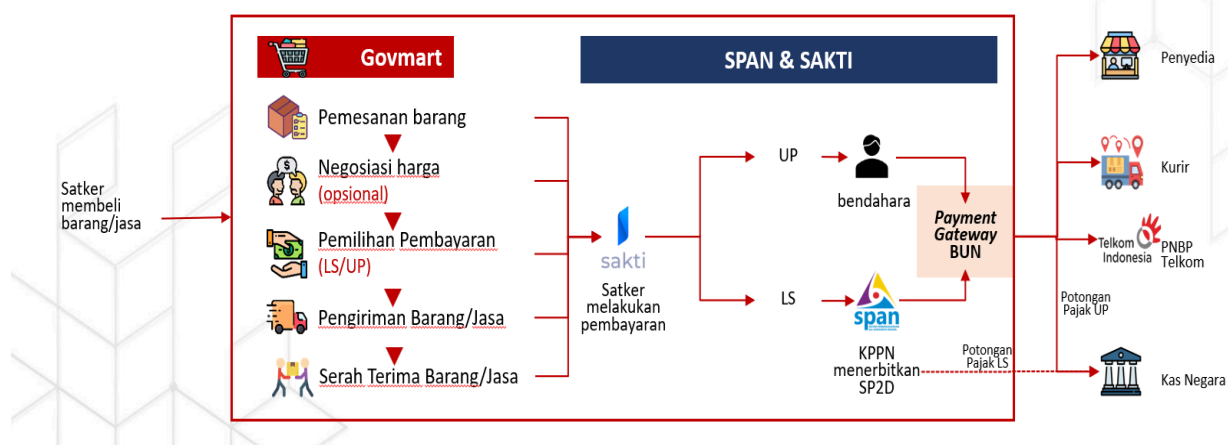 Govmart
SPAN & SAKTI
Satker
membeli
barang/jasa
Pemesanan barang
Negosiasi harga
(opsional)
Pemilihan Pembayaran
(LS/UP)
Pengiriman Barang/Jasa
Serah Terima Barang/Jasa
sakti
Satker
melakukan
pembayaran
UP
bendahara
LS
span
KPPN
menerbitkan
SP2D
Payment
Gateway
BUN
Potongan
Pajak LS
Penyedia
Kurir
Telkom
Indonesia
PNBP
Telkom
Potongan
Pajak UP
Kas Negara